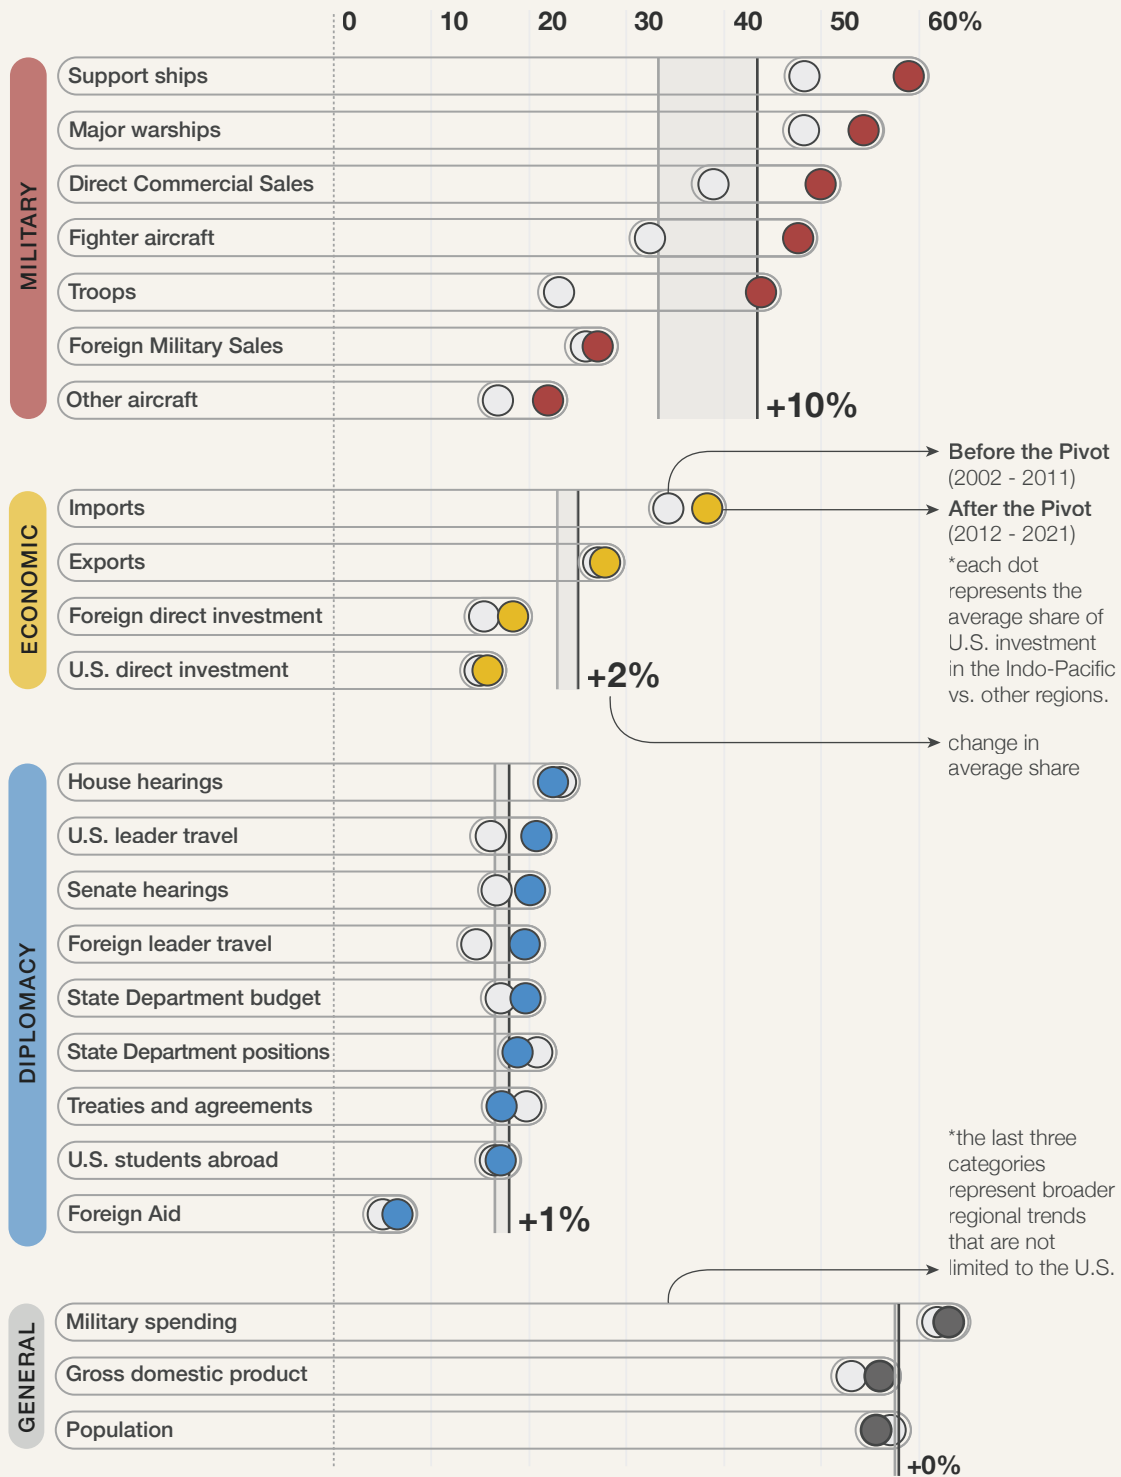 0 10 20 30 40 50 60%
MILITARY
Support ships
Major warships
Direct Commercial Sales
Fighter aircraft
Troops
Foreign Military Sales
Other aircraft
+10%
Before the Pivot
(2002 - 2011)
After the Pivot
(2012 - 2021)
*each dot
represents the
average share of
U.S. investment
in the Indo-Pacific
vs. other regions.
ECONOMIC
Imports
Exports
Foreign direct investment
U.S. direct investment
+2%
change in
average share
DIPLOMACY
House hearings
U.S. leader travel
Senate hearings
Foreign leader travel
State Department budget
State Department positions
Treaties and agreements
U.S. students abroad
Foreign Aid
+1%
*the last three
categories
represent broader
regional trends
that are not
limited to the U.S.
GENERAL
Military spending
Gross domestic product
Population
+0%